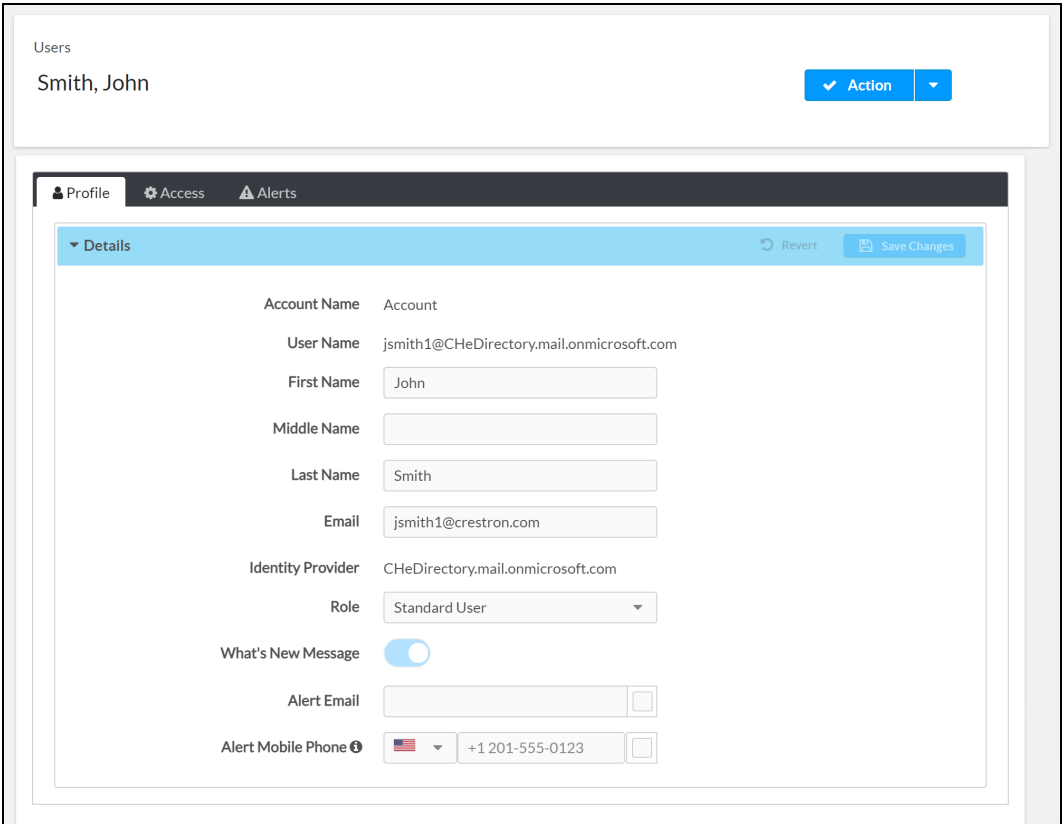 Users
Smith, John
Action
Profile Access Alerts
Details Revert Save Changes
Account Name Account
User Name jsmith1@CHeDirectory.mail.onmicrosoft.com
First Name John
Middle Name
Last Name Smith
Email jsmith1@crestron.com
Identity Provider CHeDirectory.mail.onmicrosoft.com
Role Standard User
What's New Message
Alert Email
Alert Mobile Phone +1 201-555-0123